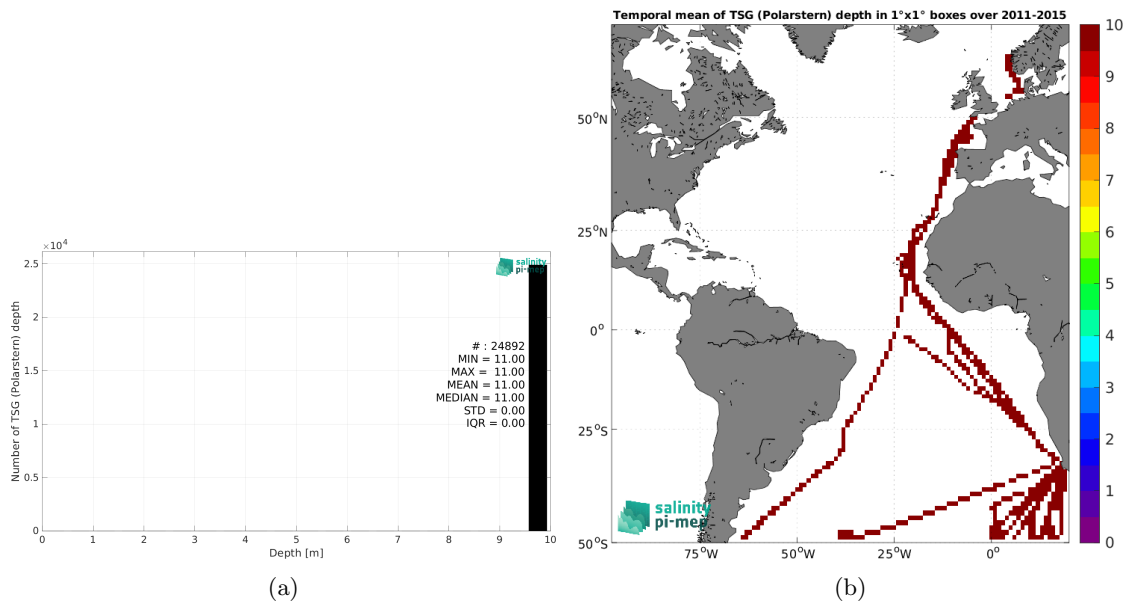 ×10⁴
2.5
2
1.5
1
0.5
0
Number of TSG (Polarstern) depth
salinity
pi-mep
# : 24892
MIN = 11.00
MAX = 11.00
MEAN = 11.00
MEDIAN = 11.00
STD = 0.00
IQR = 0.00
0 1 2 3 4 5 6 7 8 9 10
Depth [m]
(a)
Temporal mean of TSG (Polarstern) depth in 1°x1° boxes over 2011-2015
50°N
25°N
0°
25°S
50°S
75°W 50°W 25°W 0°
salinity
pi-mep
10
9
8
7
6
5
4
3
2
1
0
(b)